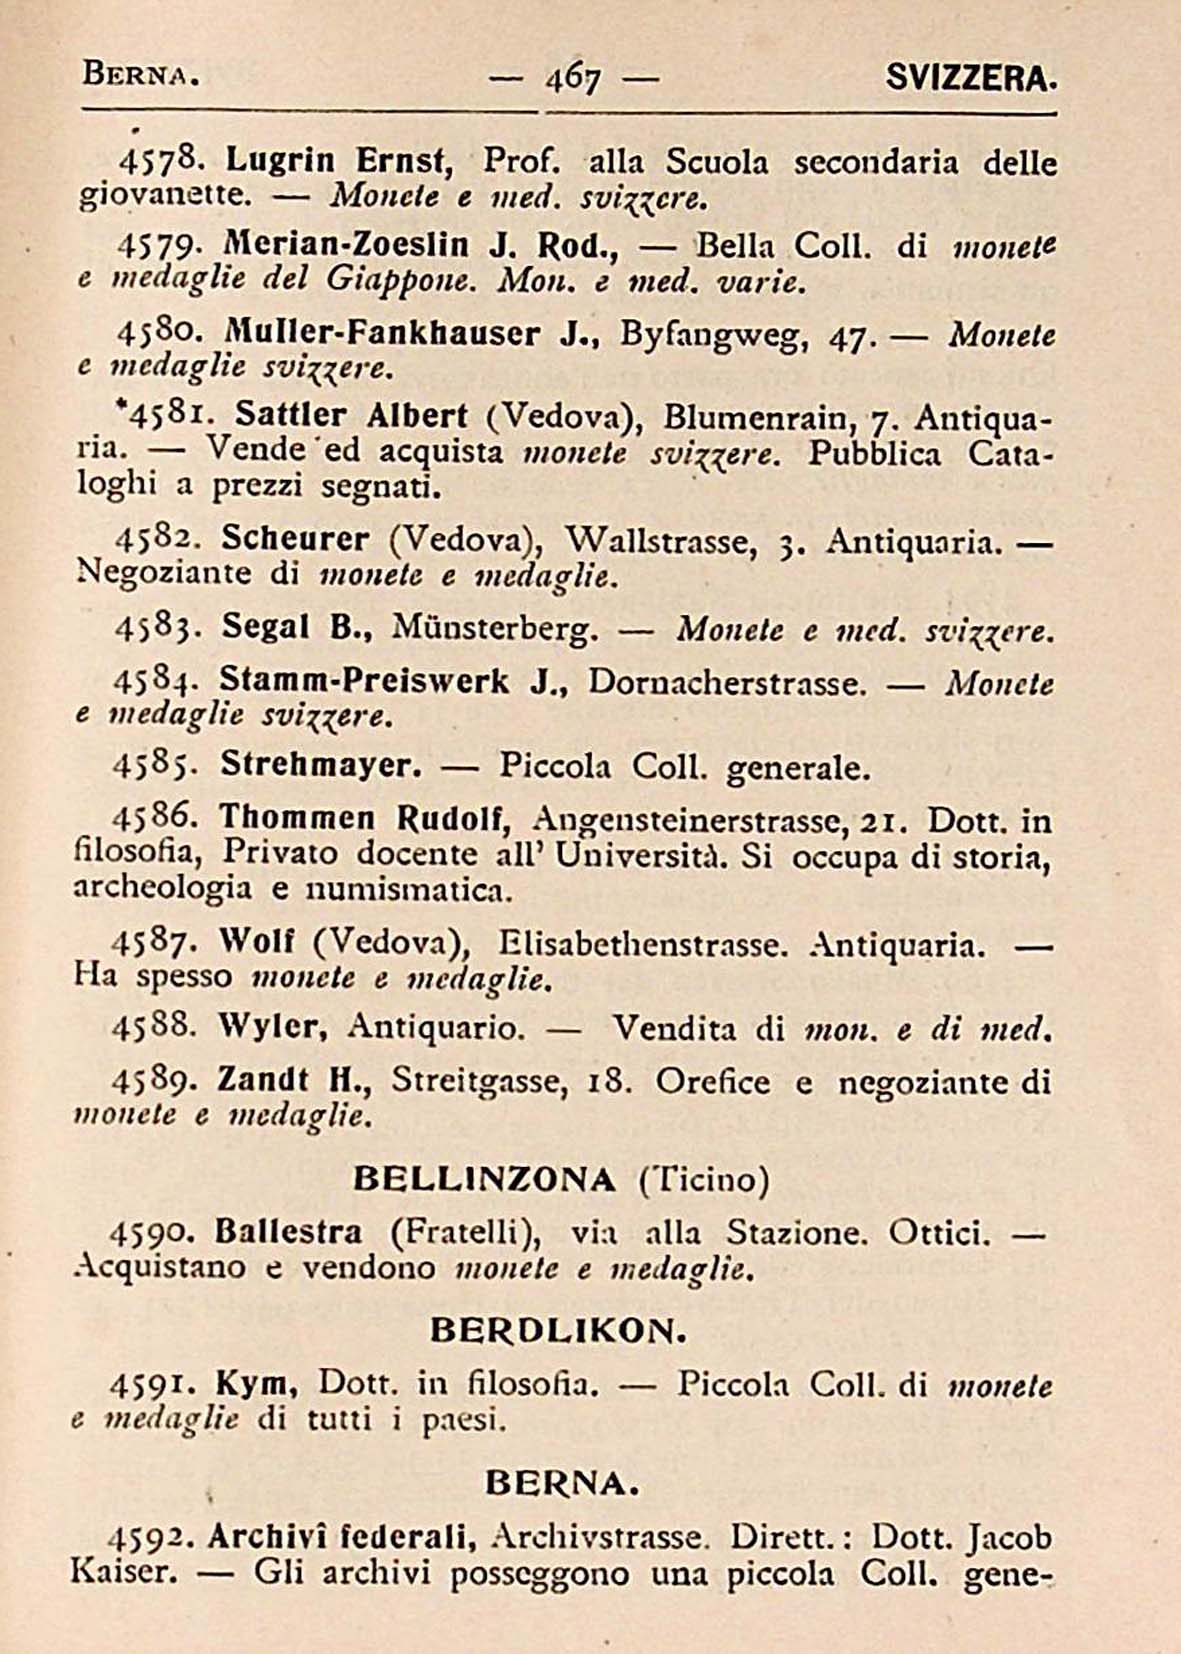 BERNA. — 467 — SVIZZERA.
4578. Lugrin Ernst, Prof. alla Scuola secondaria delle
giovanette. — Monete e med. svizzere.
4579. Merian-Zoeslin J. Rod., — Bella Coll. di monete
e medaglie del Giappone. Mon. e med. varie.
4580. Muller-Fankhauser J., Byfangweg, 47. — Monete
e medaglie svizzere.
*4581. Sattler Albert (Vedova), Blumenrain, 7. Antiqua-
ria. — Vende ed acquista monete svizzere. Pubblica Cata-
loghi a prezzi segnati.
4582. Scheurer (Vedova), Wallstrasse, 3. Antiquaria. —
Negoziante di monete e medaglie.
4583. Segal B., Münsterberg. — Monete e med. svizzere.
4584. Stamm-Preiswerk J., Dornacherstrasse. — Monete
e medaglie svizzere.
4585. Strehmayer. — Piccola Coll. generale.
4586. Thommen Rudolf, Angensteinerstrasse, 21. Dott. in
filosofia, Privato docente all' Università. Si occupa di storia,
archeologia e numismatica.
4587. Wolf (Vedova), Elisabethenstrasse. Antiquaria. —
Ha spesso monete e medaglie.
4588. Wyler, Antiquario. — Vendita di mon. e di med.
4589. Zandt H., Streitgasse, 18. Orefice e negoziante di
monete e medaglie.
BELLINZONA (Ticino)
4590. Ballestra (Fratelli), via alla Stazione. Ottici. —
Acquistano e vendono monete e medaglie.
BERDLIKON.
4591. Kym, Dott. in filosofia. — Piccola Coll. di monete
e medaglie di tutti i paesi.
BERNA.
4592. Archivî federali, Archivstrasse. Dirett.: Dott. Jacob
Kaiser. — Gli archivi posseggono una piccola Coll. gene-